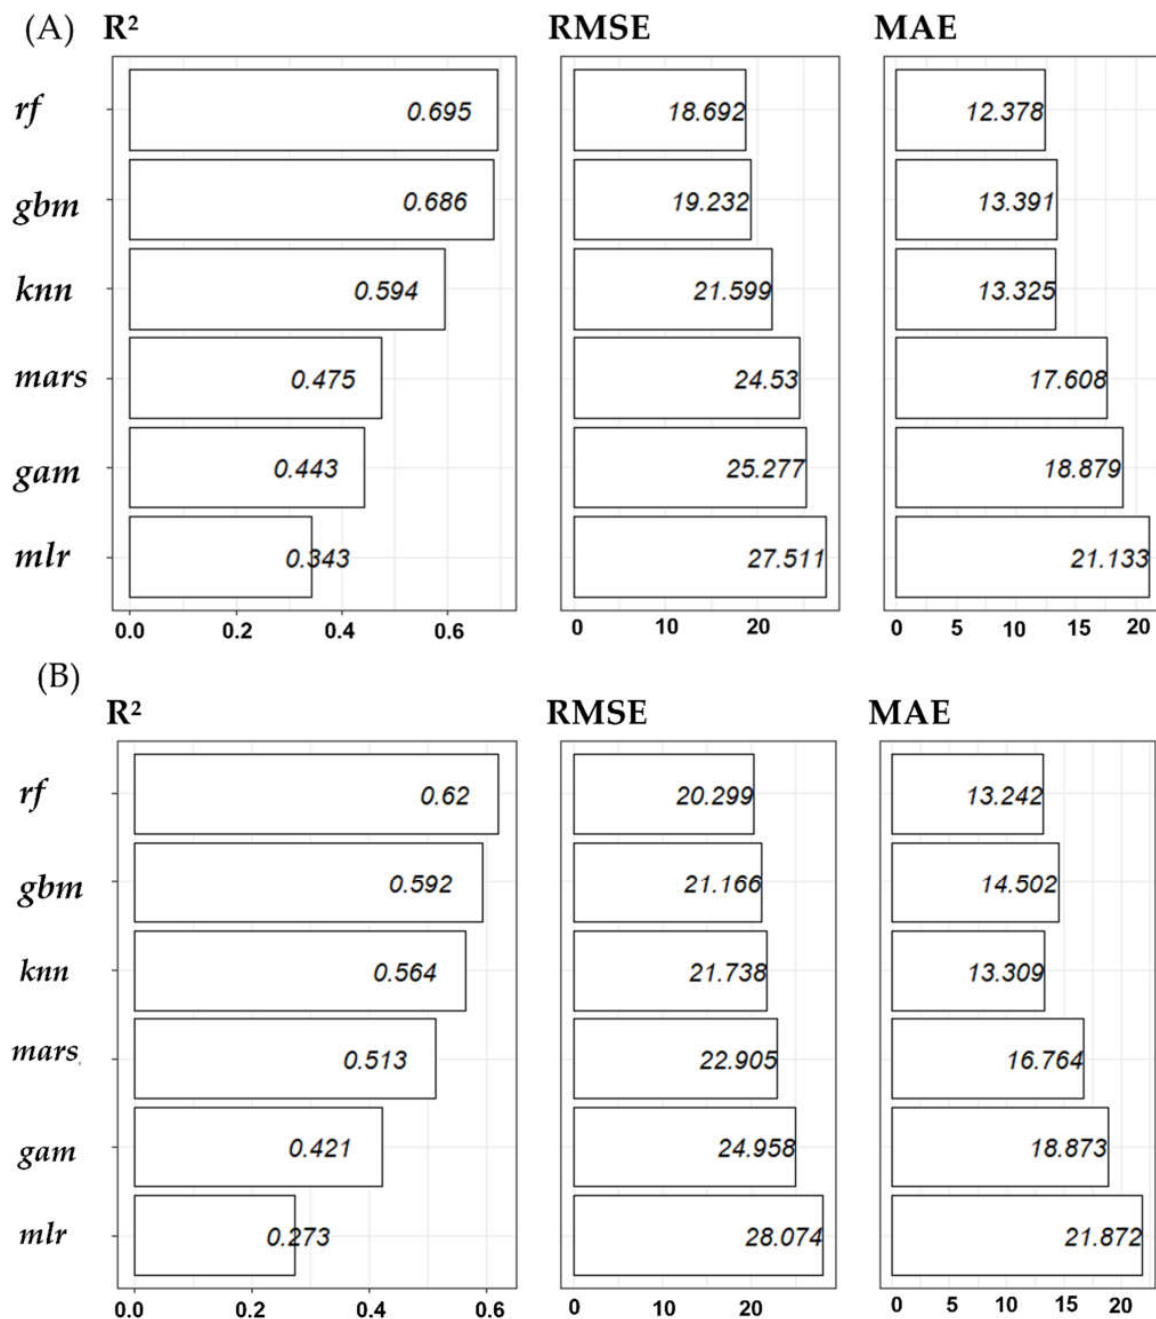 (A) R² RMSE MAE
rf 0.695 18.692 12.378
gbm 0.686 19.232 13.391
knn 0.594 21.599 13.325
mars 0.475 24.53 17.608
gam 0.443 25.277 18.879
mlr 0.343 27.511 21.133
0.0 0.2 0.4 0.6 0 10 20 0 5 10 15 20
(B)
R² RMSE MAE
rf 0.62 20.299 13.242
gbm 0.592 21.166 14.502
knn 0.564 21.738 13.309
mars 0.513 22.905 16.764
gam 0.421 24.958 18.873
mlr 0.273 28.074 21.872
0.0 0.2 0.4 0.6 0 10 20 0 5 10 15 20